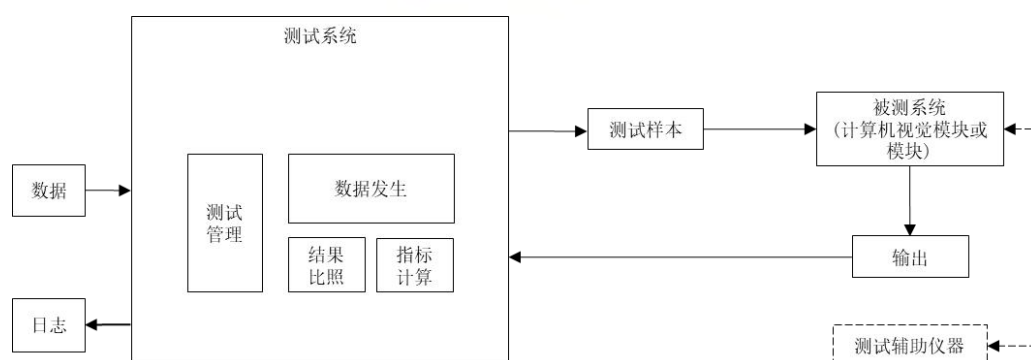 测试系统
测试样本
被测系统
(计算机视觉模块或
模块)
数据
测试
管理
数据发生
结果
比照
指标
计算
输出
日志
测试辅助仪器